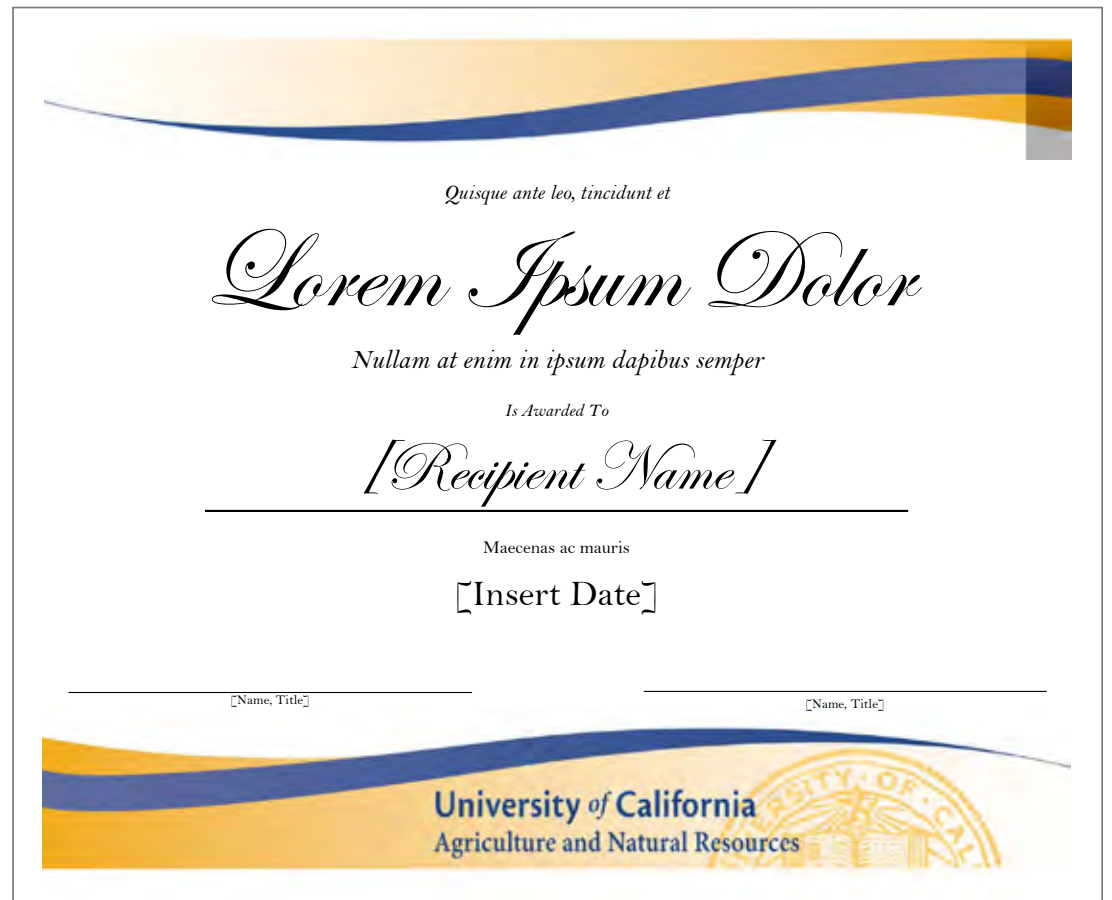 Quisque ante leo, tincidunt et
Lorem Ipsum Dolor
Nullam at enim in ipsum dapibus semper
Is Awarded To
[Recipient Name]
Maecenas ac mauris
[Insert Date]
[Name, Title]
[Name, Title]
University of California
Agriculture and Natural Resources